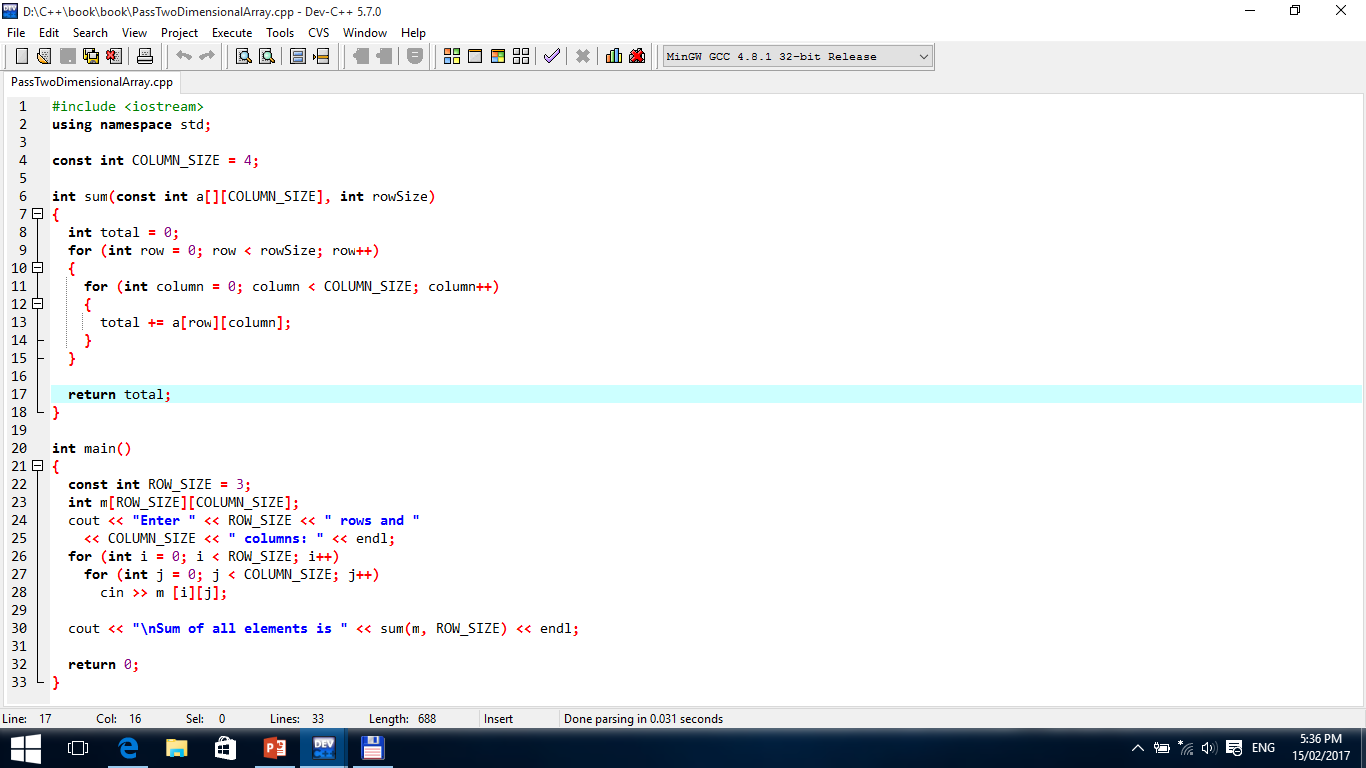 D:\C++\book\book\PassTwoDimensionalArray.cpp - Dev-C++ 5.7.0
File Edit Search View Project Execute Tools CVS Window Help
MinGW GCC 4.8.1 32-bit Release
PassTwoDimensionalArray.cpp
1 #include <iostream>
2 using namespace std;
3
4 const int COLUMN_SIZE = 4;
5
6 int sum(const int a[][COLUMN_SIZE], int rowSize)
7 {
8   int total = 0;
9   for (int row = 0; row < rowSize; row++)
10   {
11     for (int column = 0; column < COLUMN_SIZE; column++)
12     {
13       total += a[row][column];
14     }
15   }
16
17   return total;
18 }
19
20 int main()
21 {
22   const int ROW_SIZE = 3;
23   int m[ROW_SIZE][COLUMN_SIZE];
24   cout << "Enter " << ROW_SIZE << " rows and "
25     << COLUMN_SIZE << " columns: " << endl;
26   for (int i = 0; i < ROW_SIZE; i++)
27     for (int j = 0; j < COLUMN_SIZE; j++)
28       cin >> m [i][j];
29
30   cout << "\nSum of all elements is " << sum(m, ROW_SIZE) << endl;
31
32   return 0;
33 }
Line: 17 Col: 16 Sel: 0 Lines: 33 Length: 688 Insert Done parsing in 0.031 seconds
DEV ENG 5:36 PM
15/02/2017